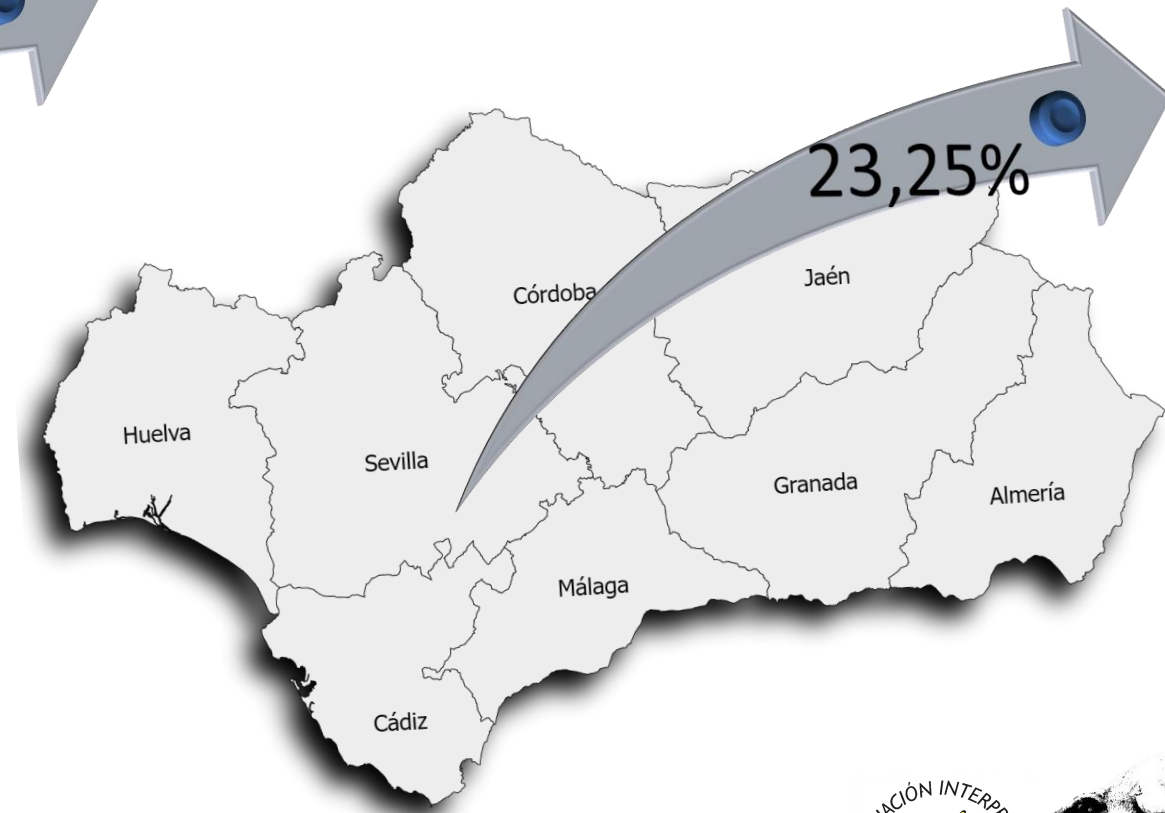 23,25%
Córdoba
Jaén
Huelva
Sevilla
Granada
Almería
Málaga
Cádiz